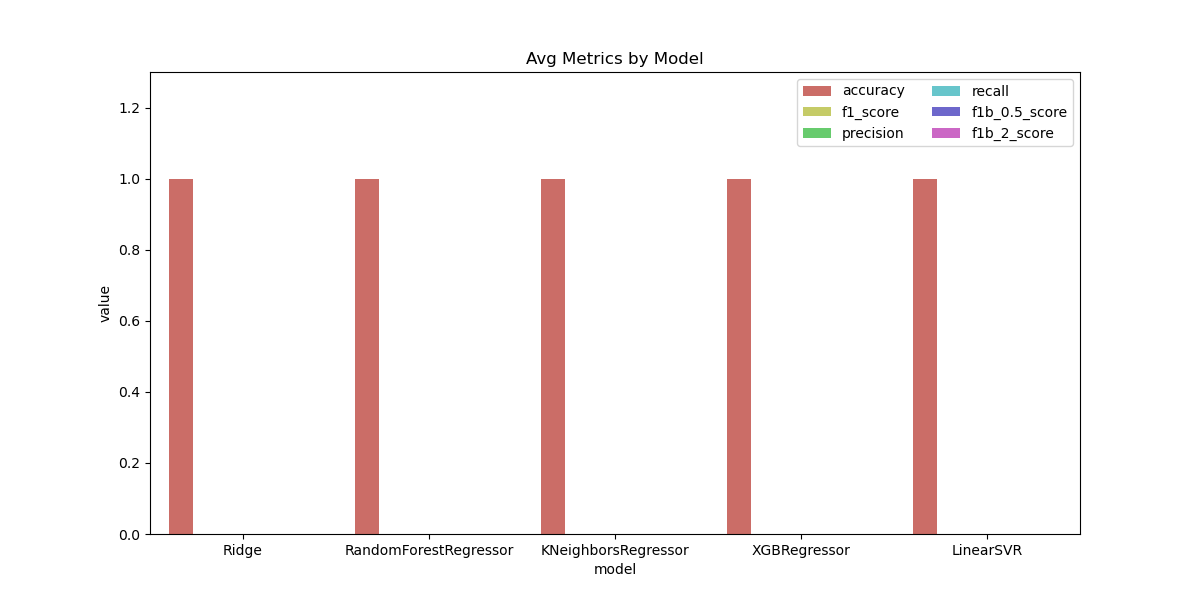 Avg Metrics by Model
accuracy
f1_score
precision
recall
f1b_0.5_score
f1b_2_score
value
1.2
1.0
0.8
0.6
0.4
0.2
0.0
Ridge
RandomForestRegressor
KNeighborsRegressor
XGBRegressor
LinearSVR
model